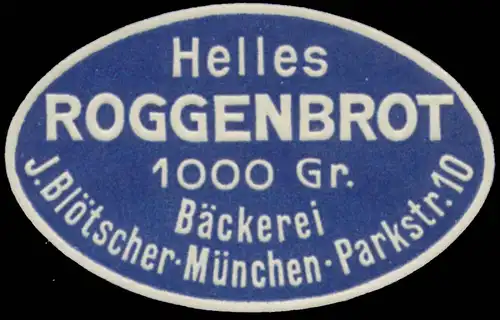 Helles
ROGGENBROT
1000 Gr.
Bäckerei
J. Blötscher · München · Parkstr. 10